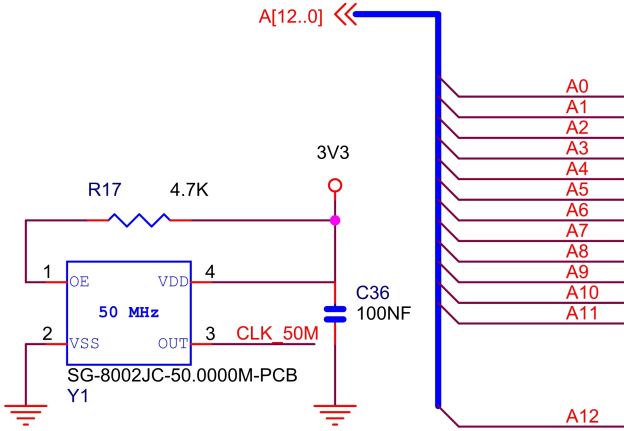 A[12..0]
A0
A1
A2
3V3
A3
R17 4.7K
A4
A5
A6
A7
A8
1 OE VDD 4
A9
C36
A10
100NF
50 MHz
A11
2 VSS OUT 3 CLK_50M
SG-8002JC-50.0000M-PCB
Y1
A12